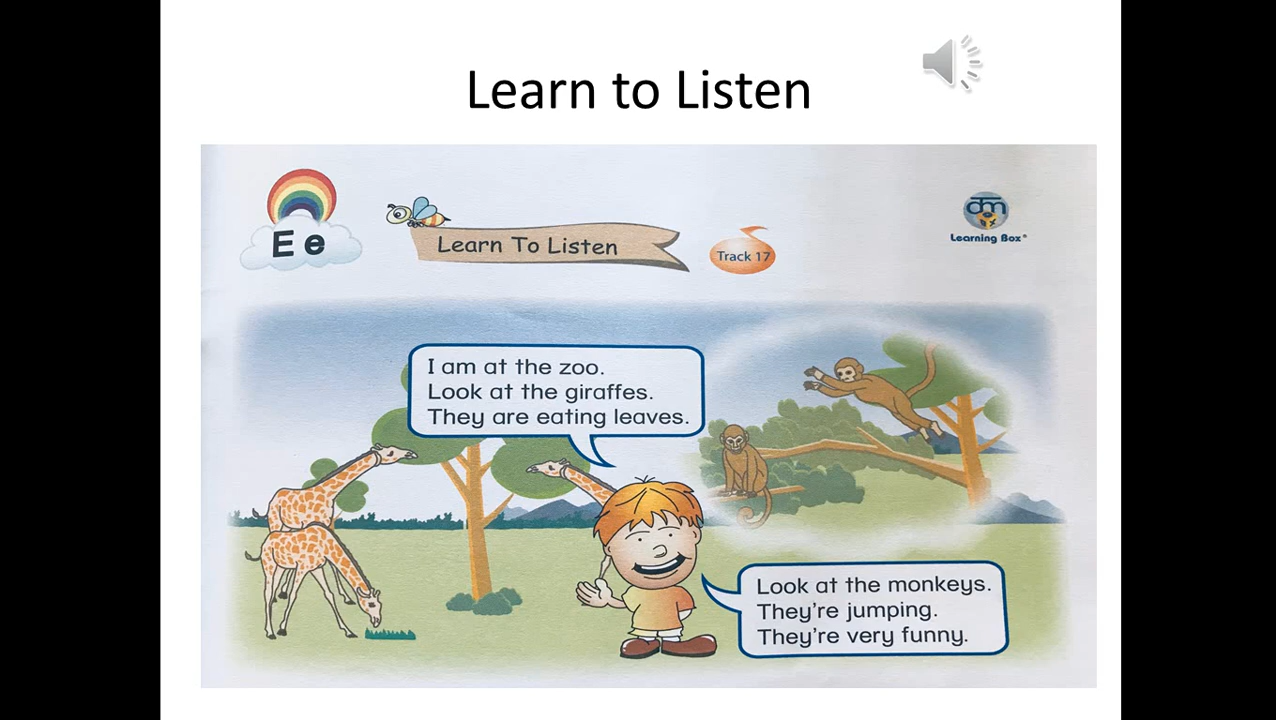 Learn to Listen
E e
Learn To Listen
Track 17
dm
Learning Box®
I am at the zoo.
Look at the giraffes.
They are eating leaves.
Look at the monkeys.
They're jumping.
They're very funny.